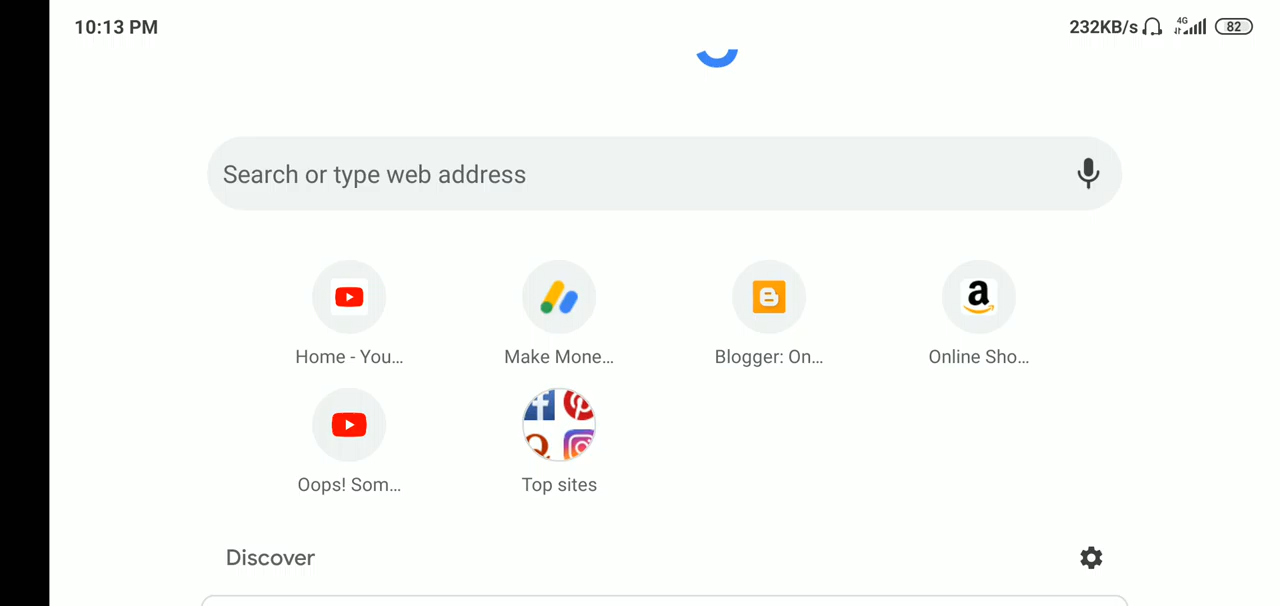 10:13 PM 232KB/s 4G 82
Search or type web address
Home - You... Make Mone... Blogger: On... Online Sho...
Oops! Som... Top sites
Discover